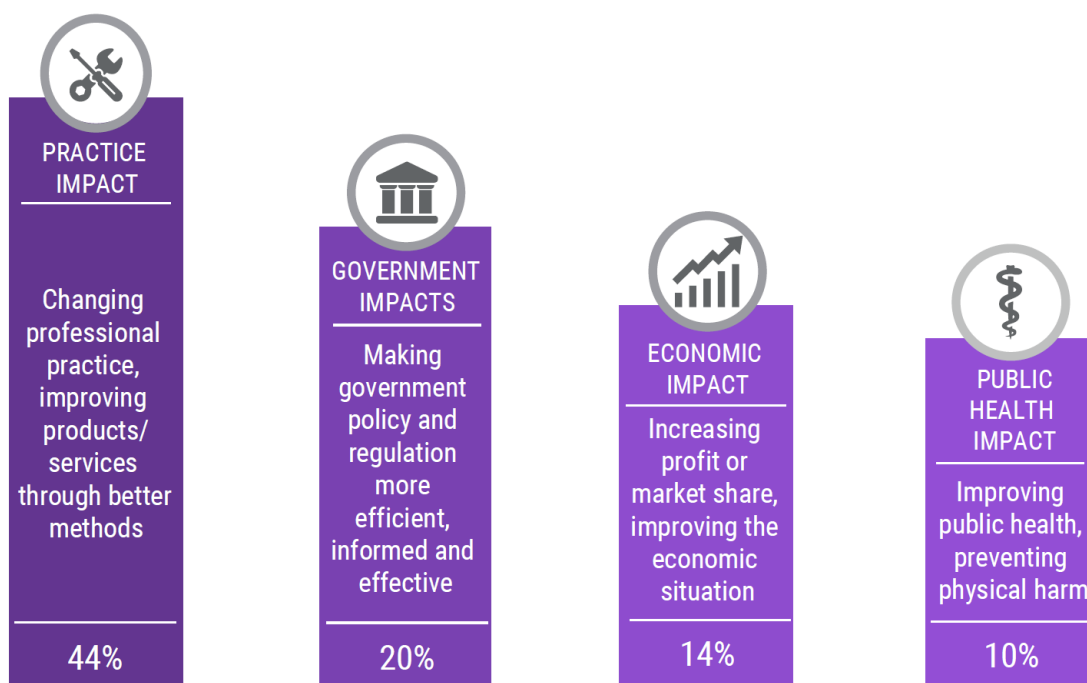 PRACTICE
IMPACT
Changing
professional
practice,
improving
products/
services
through better
methods
44%
GOVERNMENT
IMPACTS
Making
government
policy and
regulation
more
efficient,
informed and
effective
20%
ECONOMIC
IMPACT
Increasing
profit or
market share,
improving the
economic
situation
14%
PUBLIC
HEALTH
IMPACT
Improving
public health,
preventing
physical harm
10%